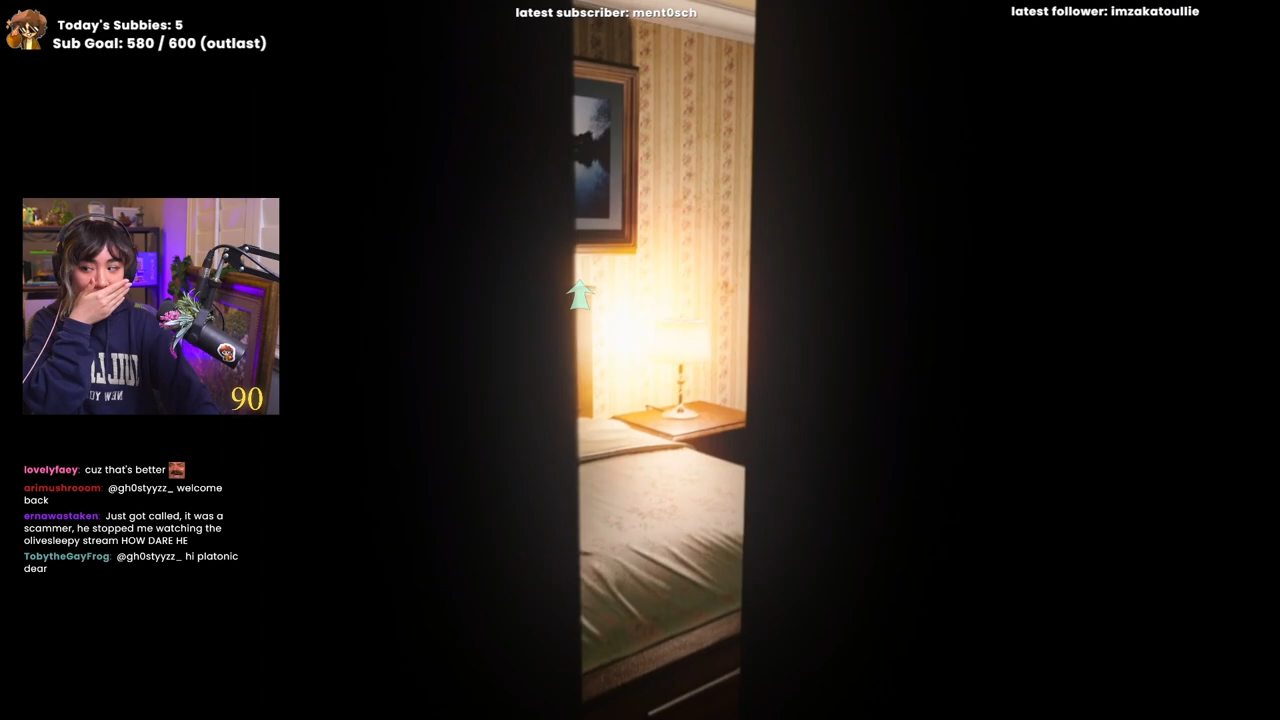 Today's Subbies: 5
Sub Goal: 580 / 600 (outlast)
latest subscriber: ment0sch
latest follower: imzakatoullie
90
lovelyfaey: cuz that's better
arimushrooom: @gh0styyzz_ welcome
back
ernawastaken: Just got called, it was a
scammer, he stopped me watching the
olivesleepy stream HOW DARE HE
TobytheGayFrog: @gh0styyzz_ hi platonic
dear